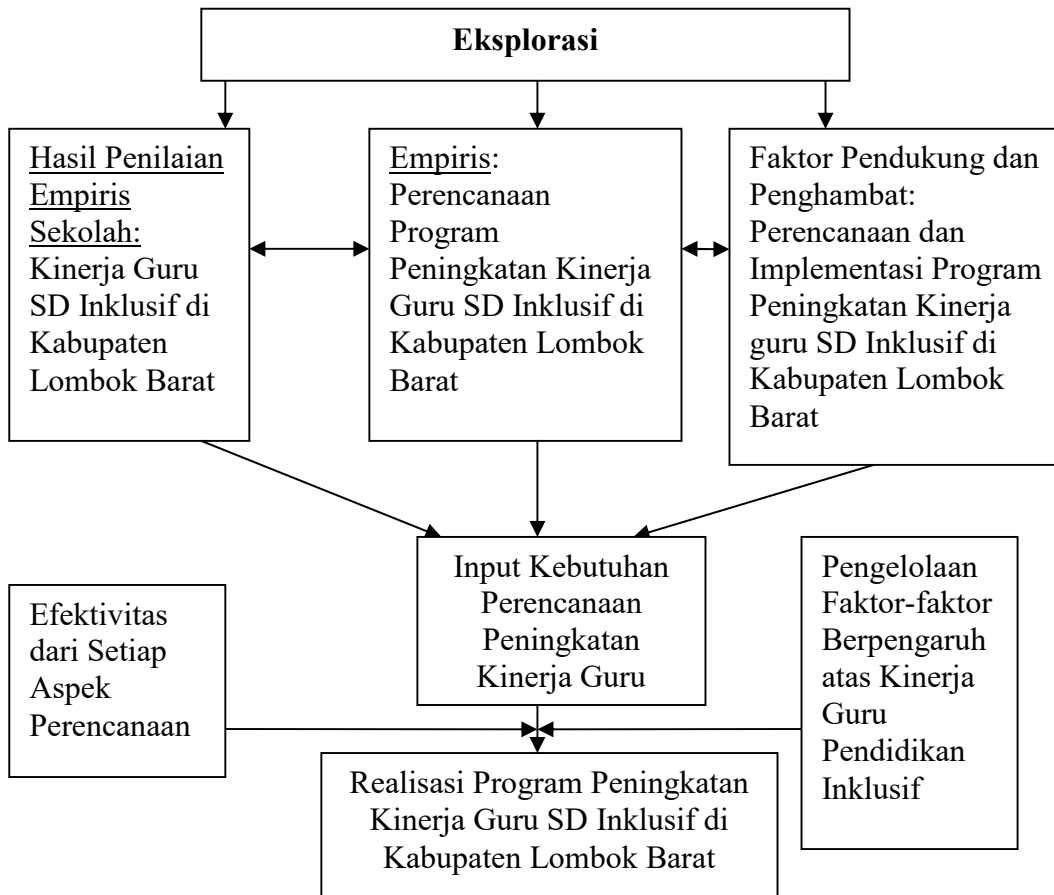 Eksplorasi
Hasil Penilaian
Empiris
Sekolah:
Kinerja Guru
SD Inklusif di
Kabupaten
Lombok Barat
Empiris:
Perencanaan
Program
Peningkatan Kinerja
Guru SD Inklusif di
Kabupaten Lombok
Barat
Faktor Pendukung dan
Penghambat:
Perencanaan dan
Implementasi Program
Peningkatan Kinerja
guru SD Inklusif di
Kabupaten Lombok
Barat
Input Kebutuhan
Perencanaan
Peningkatan
Kinerja Guru
Efektivitas
dari Setiap
Aspek
Perencanaan
Pengelolaan
Faktor-faktor
Berpengaruh
atas Kinerja
Guru
Pendidikan
Inklusif
Realisasi Program Peningkatan
Kinerja Guru SD Inklusif di
Kabupaten Lombok Barat